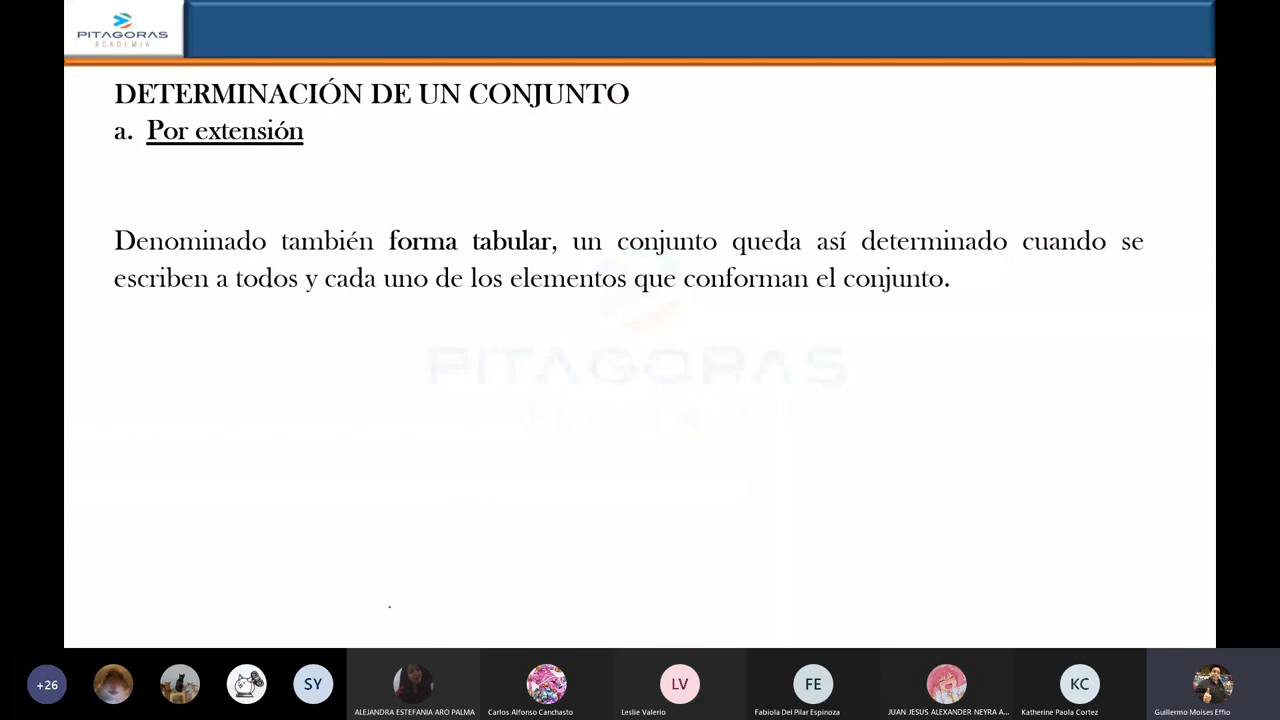 PITAGORAS
ACADEMIA
DETERMINACIÓN DE UN CONJUNTO
a. Por extensión
Denominado también forma tabular, un conjunto queda así determinado cuando se
escriben a todos y cada uno de los elementos que conforman el conjunto.
PITAGORAS
+26
SY
LV
FE
KC
ALEJANDRA ESTEFANIA ARO PALMA
Carlos Alfonso Canchasto
Leslie Valerio
Fabiola Del Pilar Espinoza
JUAN JESUS ALEXANDER NEYRA A...
Katherine Paola Cortez
Guillermo Moises Effio